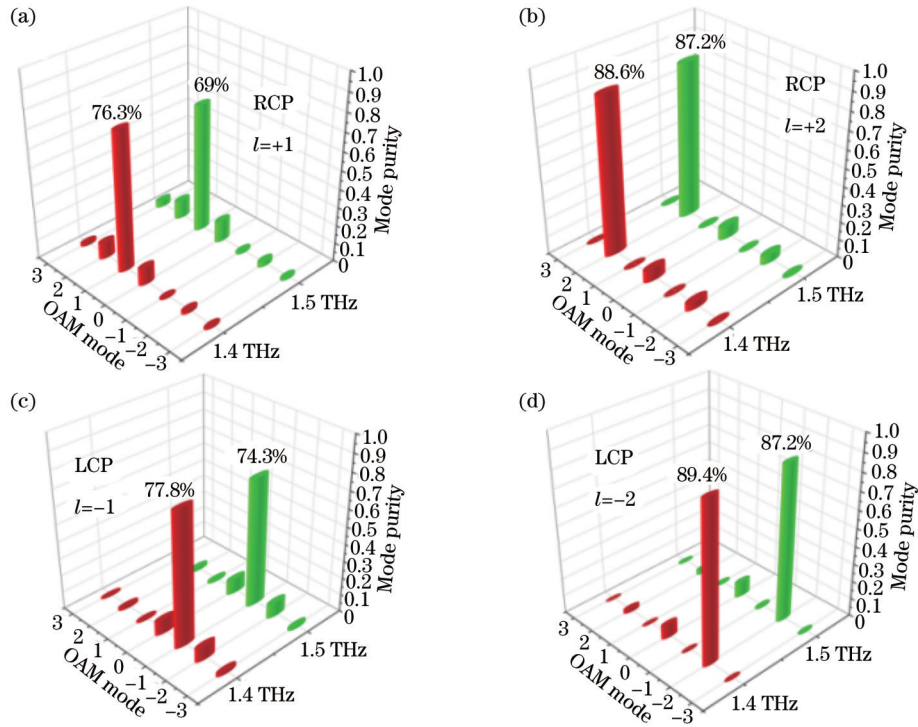 (a)
76.3%
69%
RCP
l=+1
1.0
0.9
0.8
0.7
0.6
0.5
0.4
0.3
0.2
0.1
0
Mode purity
3
2
1
0
−1
−2
−3
OAM mode
1.5 THz
1.4 THz
(b)
88.6%
87.2%
RCP
l=+2
1.0
0.9
0.8
0.7
0.6
0.5
0.4
0.3
0.2
0.1
0
Mode purity
3
2
1
0
−1
−2
−3
OAM mode
1.5 THz
1.4 THz
(c)
LCP
l=−1
77.8%
74.3%
1.0
0.9
0.8
0.7
0.6
0.5
0.4
0.3
0.2
0.1
0
Mode purity
3
2
1
0
−1
−2
−3
OAM mode
1.5 THz
1.4 THz
(d)
LCP
l=−2
89.4%
87.2%
1.0
0.9
0.8
0.7
0.6
0.5
0.4
0.3
0.2
0.1
0
Mode purity
3
2
1
0
−1
−2
−3
OAM mode
1.5 THz
1.4 THz